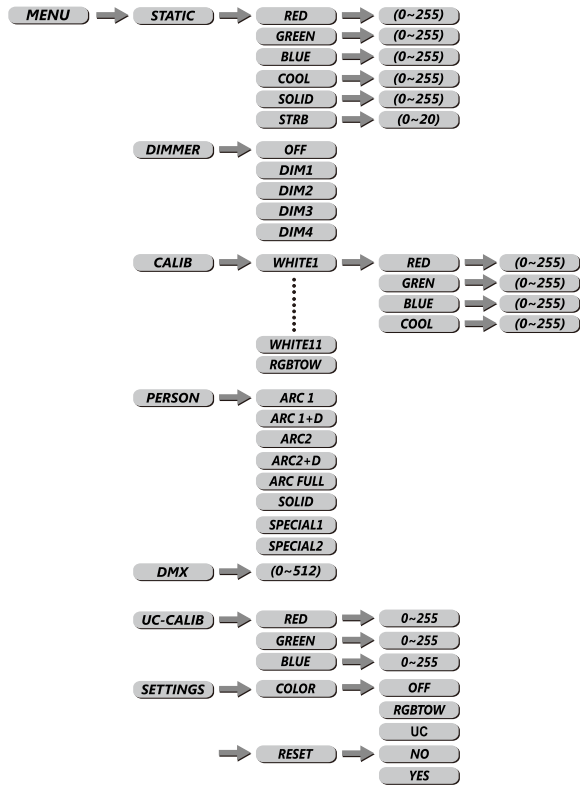 MENU STATIC RED (0~255)
GREEN (0~255)
BLUE (0~255)
COOL (0~255)
SOLID (0~255)
STRB (0~20)
DIMMER OFF
DIM1
DIM2
DIM3
DIM4
CALIB WHITE1 RED (0~255)
GREN (0~255)
BLUE (0~255)
COOL (0~255)
WHITE11
RGBTOW
PERSON ARC 1
ARC 1+D
ARC2
ARC2+D
ARC FULL
SOLID
SPECIAL1
SPECIAL2
DMX (0~512)
UC-CALIB RED 0~255
GREEN 0~255
BLUE 0~255
SETTINGS COLOR OFF
RGBTOW
UC
RESET NO
YES